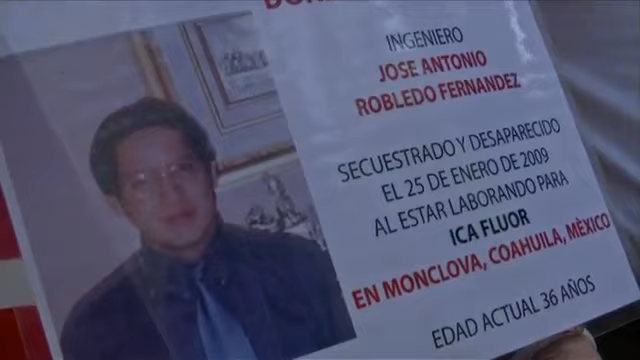 INGENIERO
JOSE ANTONIO
ROBLEDO FERNANDEZ
SECUESTRADO Y DESAPARECIDO
EL 25 DE ENERO DE 2009
AL ESTAR LABORANDO PARA
ICA FLUOR
EN MONCLOVA, COAHUILA, MÈXICO
EDAD ACTUAL 36 AÑOS